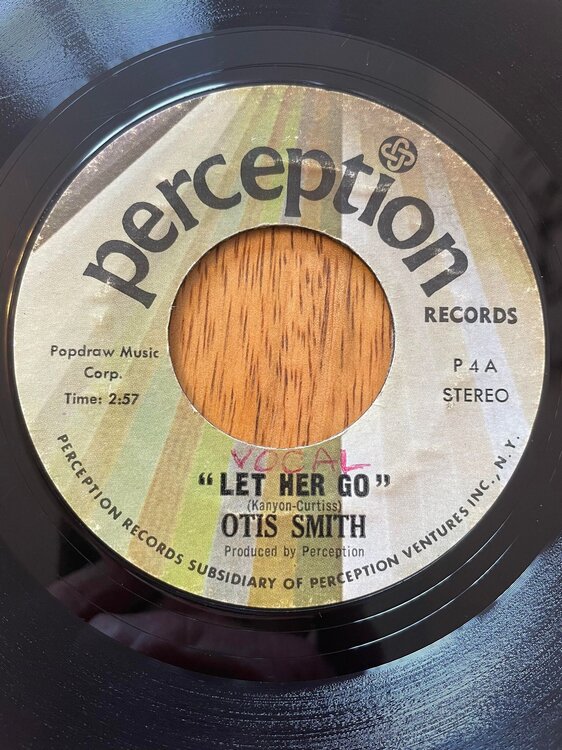 perception
RECORDS
Popdraw Music
Corp.
Time: 2:57
P 4 A
STEREO
VOCAL
"LET HER GO"
(Kanyon-Curtiss)
OTIS SMITH
Produced by Perception
PERCEPTION RECORDS SUBSIDIARY OF PERCEPTION VENTURES INC., N.Y.